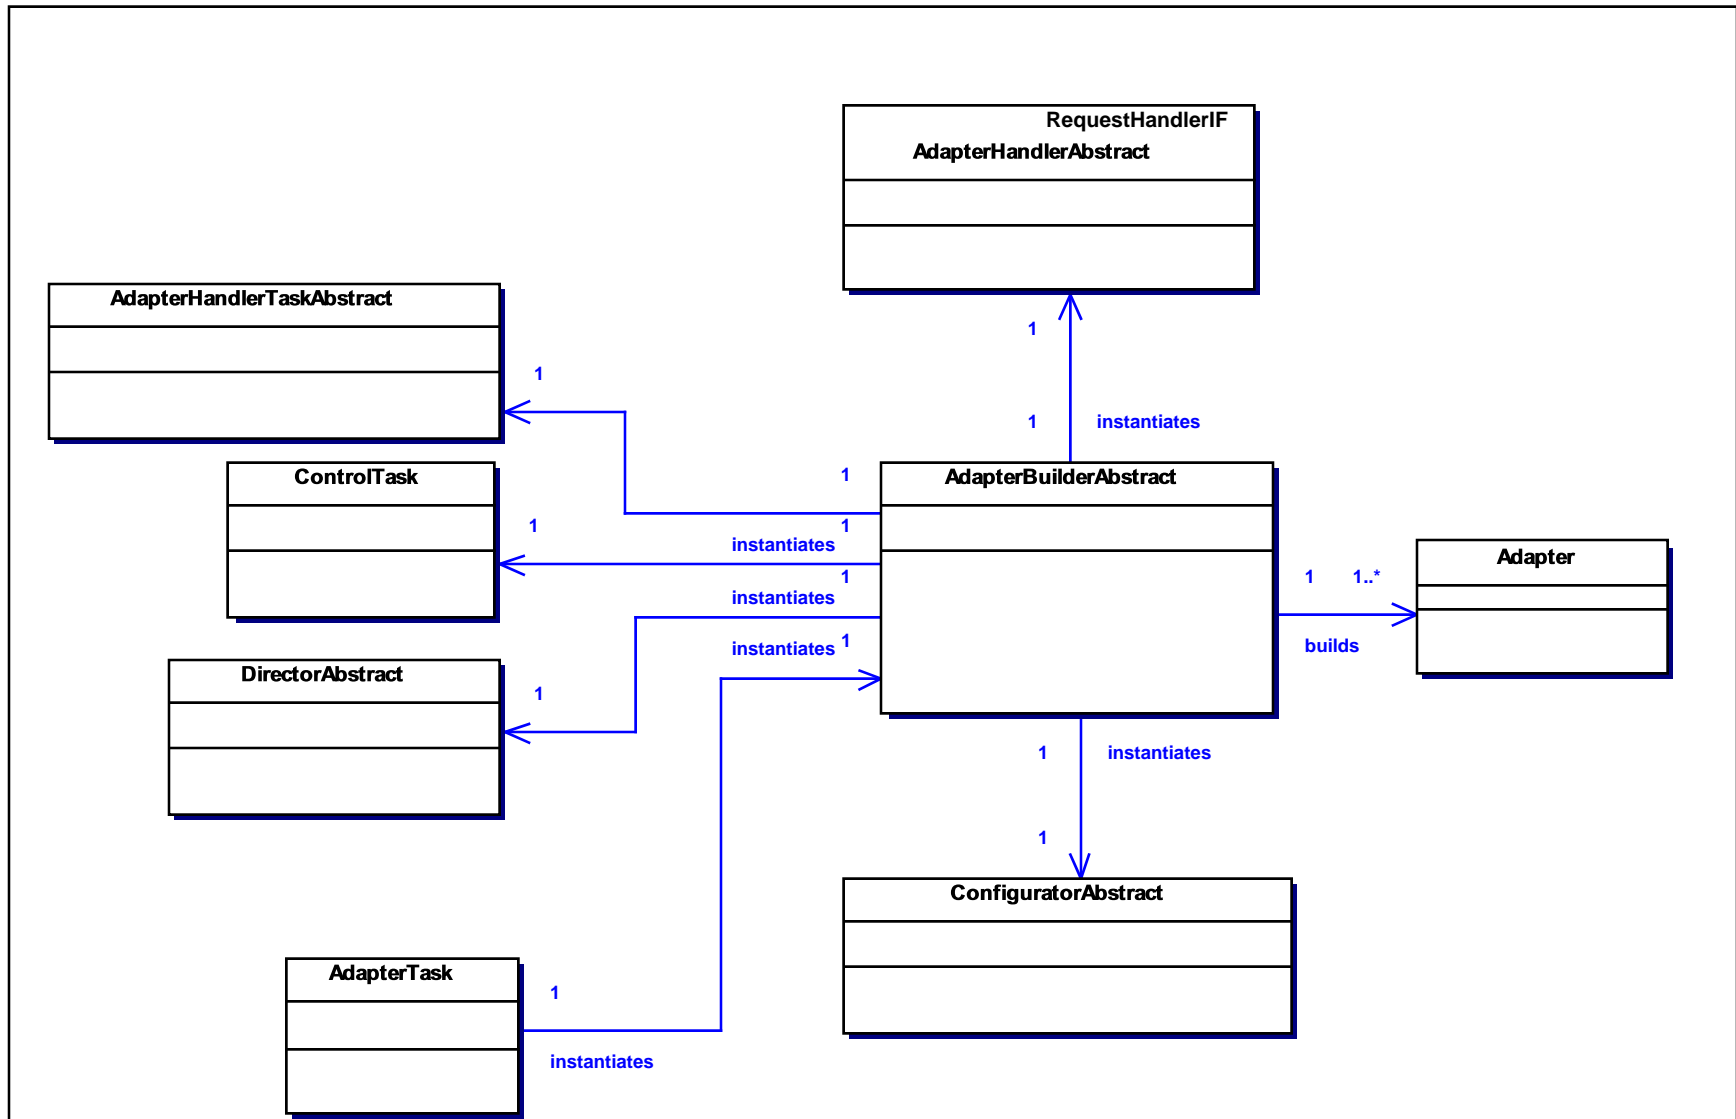 RequestHandlerIF
AdapterHandlerAbstract
1
AdapterHandlerTaskAbstract
1
1
instantiates
ControlTask
1
AdapterBuilderAbstract
1
1
instantiates
1
instantiates
instantiates
1
Adapter
1
1..*
builds
DirectorAbstract
1
1
instantiates
1
ConfiguratorAbstract
AdapterTask
1
instantiates